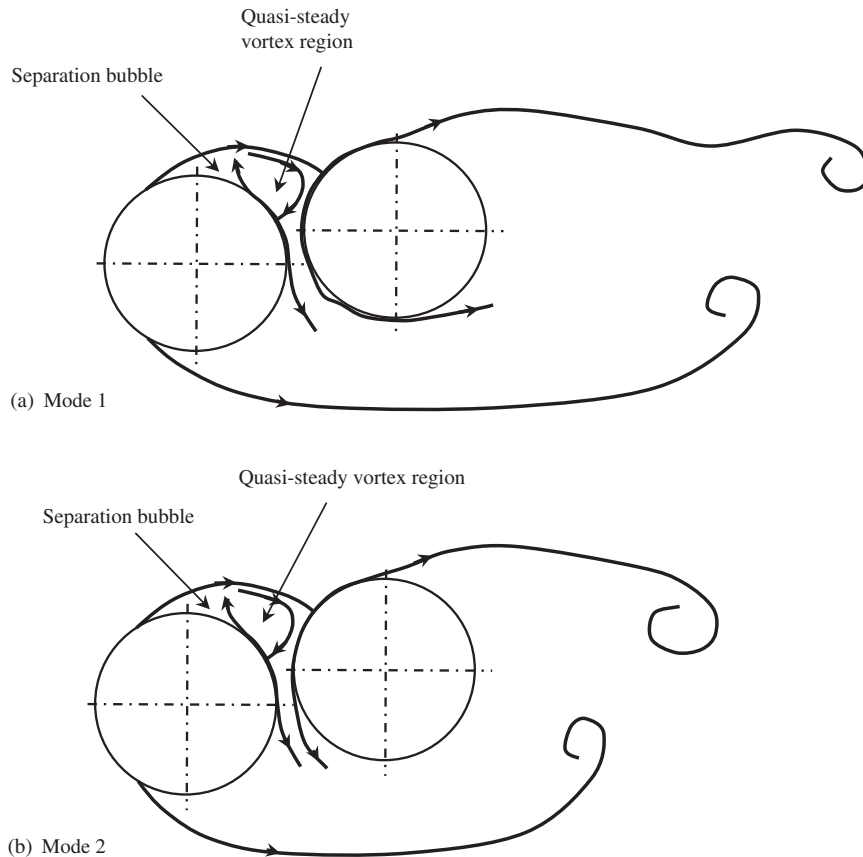 Quasi-steady
vortex region
Separation bubble
(a) Mode 1
Quasi-steady vortex region
Separation bubble
(b) Mode 2